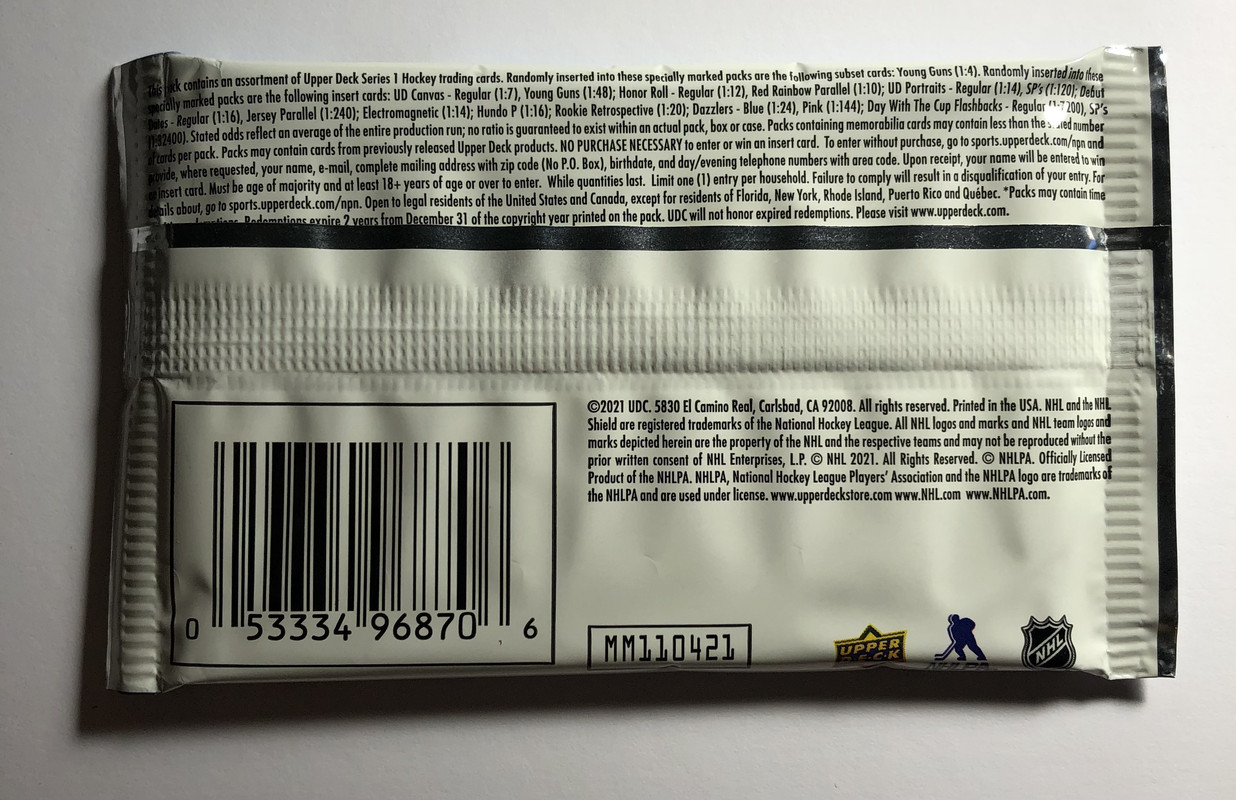 This pack contains an assortment of Upper Deck Series 1 Hockey trading cards. Randomly inserted into these specially marked packs are the following subset cards: Young Guns (1:4). Randomly inserted into these
specially marked packs are the following insert cards: UD Canvas - Regular (1:7), Young Guns (1:48); Honor Roll - Regular (1:12), Red Rainbow Parallel (1:10); UD Portraits - Regular (1:14), SP's (1:120); Debut
Dates - Regular (1:16), Jersey Parallel (1:240); Electromagnetic (1:14); Hundo P (1:16); Rookie Retrospective (1:20); Dazzlers - Blue (1:24), Pink (1:144); Day With The Cup Flashbacks - Regular (1:7200), SP's
(1:32400). Stated odds reflect an average of the entire production run; no ratio is guaranteed to exist within an actual pack, box or case. Packs containing memorabilia cards may contain less than the stated number
of cards per pack. Packs may contain cards from previously released Upper Deck products. NO PURCHASE NECESSARY to enter or win an insert card. To enter without purchase, go to sports.upperdeck.com/npn and
provide, where requested, your name, e-mail, complete mailing address with zip code (No P.O. Box), birthdate, and day/evening telephone numbers with area code. Upon receipt, your name will be entered to win
an insert card. Must be age of majority and at least 18+ years of age or over to enter. While quantities last. Limit one (1) entry per household. Failure to comply will result in a disqualification of your entry. For
details about, go to sports.upperdeck.com/npn. Open to legal residents of the United States and Canada, except for residents of Florida, New York, Rhode Island, Puerto Rico and Québec. *Packs may contain time
Redemptions expire 2 years from December 31 of the copyright year printed on the pack. UDC will not honor expired redemptions. Please visit www.upperdeck.com.
©2021 UDC. 5830 El Camino Real, Carlsbad, CA 92008. All rights reserved. Printed in the USA. NHL and the NHL
Shield are registered trademarks of the National Hockey League. All NHL logos and marks and NHL team logos and
marks depicted herein are the property of the NHL and the respective teams and may not be reproduced without the
prior written consent of NHL Enterprises, L.P. © NHL 2021. All Rights Reserved. © NHLPA. Officially Licensed
Product of the NHLPA. NHLPA, National Hockey League Players' Association and the NHLPA logo are trademarks of
the NHLPA and are used under license. www.upperdeckstore.com www.NHL.com www.NHLPA.com.
0 53334 96870 6
MM110421
UPPER
DECK
NHLPA
NHL